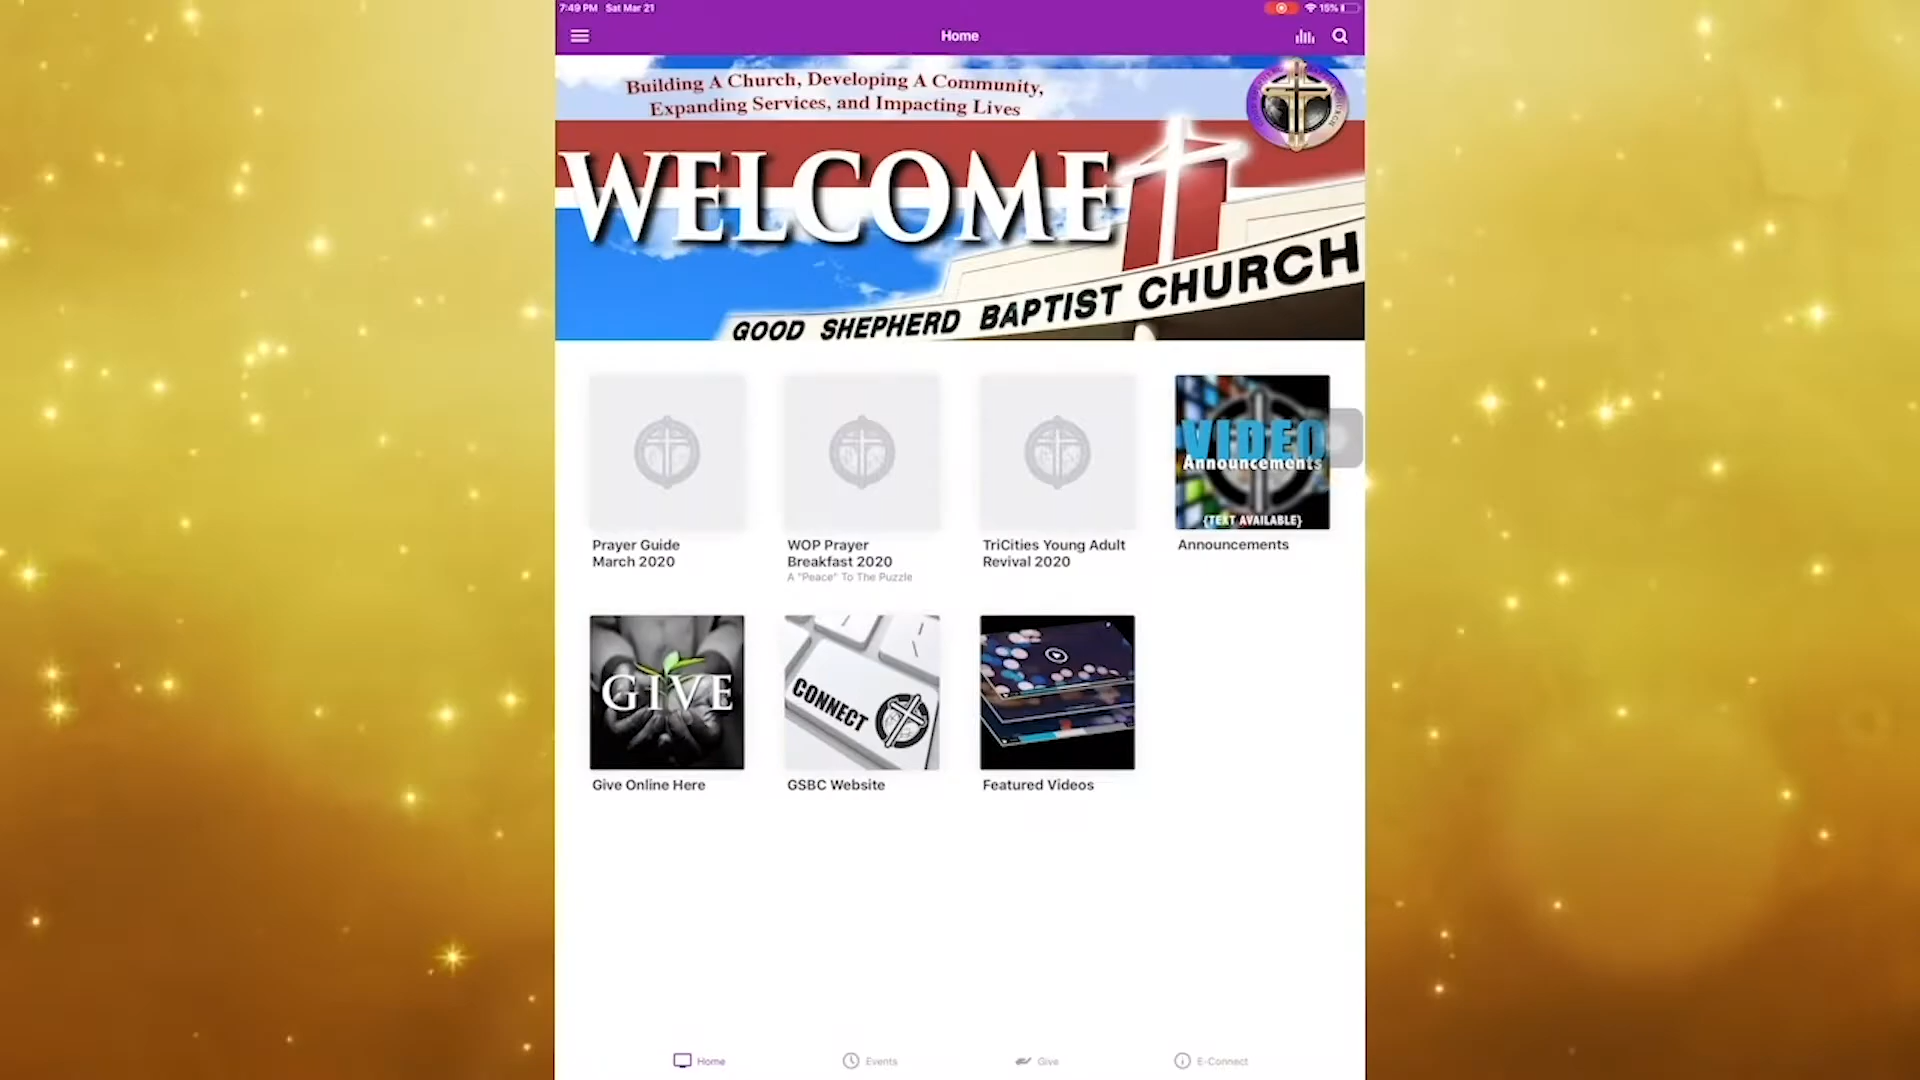 7:49 PM Sat Mar 21
15%
Home
Building A Church, Developing A Community,
Expanding Services, and Impacting Lives
WELCOME
GOOD SHEPHERD BAPTIST CHURCH
VIDEO
Announcements
{TEXT AVAILABLE}
Prayer Guide
March 2020
WOP Prayer
Breakfast 2020
A "Peace" To The Puzzle
TriCities Young Adult
Revival 2020
Announcements
GIVE
CONNECT
Give Online Here
GSBC Website
Featured Videos
Home
Events
Give
E-Connect